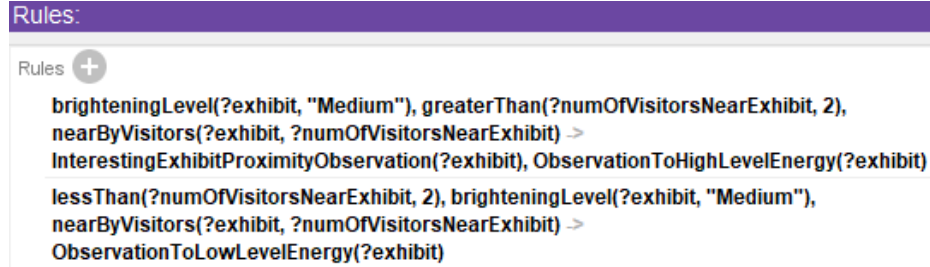 Rules:
Rules +
brighteningLevel(?exhibit, "Medium"), greaterThan(?numOfVisitorsNearExhibit, 2),
nearByVisitors(?exhibit, ?numOfVisitorsNearExhibit) ->
InterestingExhibitProximityObservation(?exhibit), ObservationToHighLevelEnergy(?exhibit)
lessThan(?numOfVisitorsNearExhibit, 2), brighteningLevel(?exhibit, "Medium"),
nearByVisitors(?exhibit, ?numOfVisitorsNearExhibit) ->
ObservationToLowLevelEnergy(?exhibit)